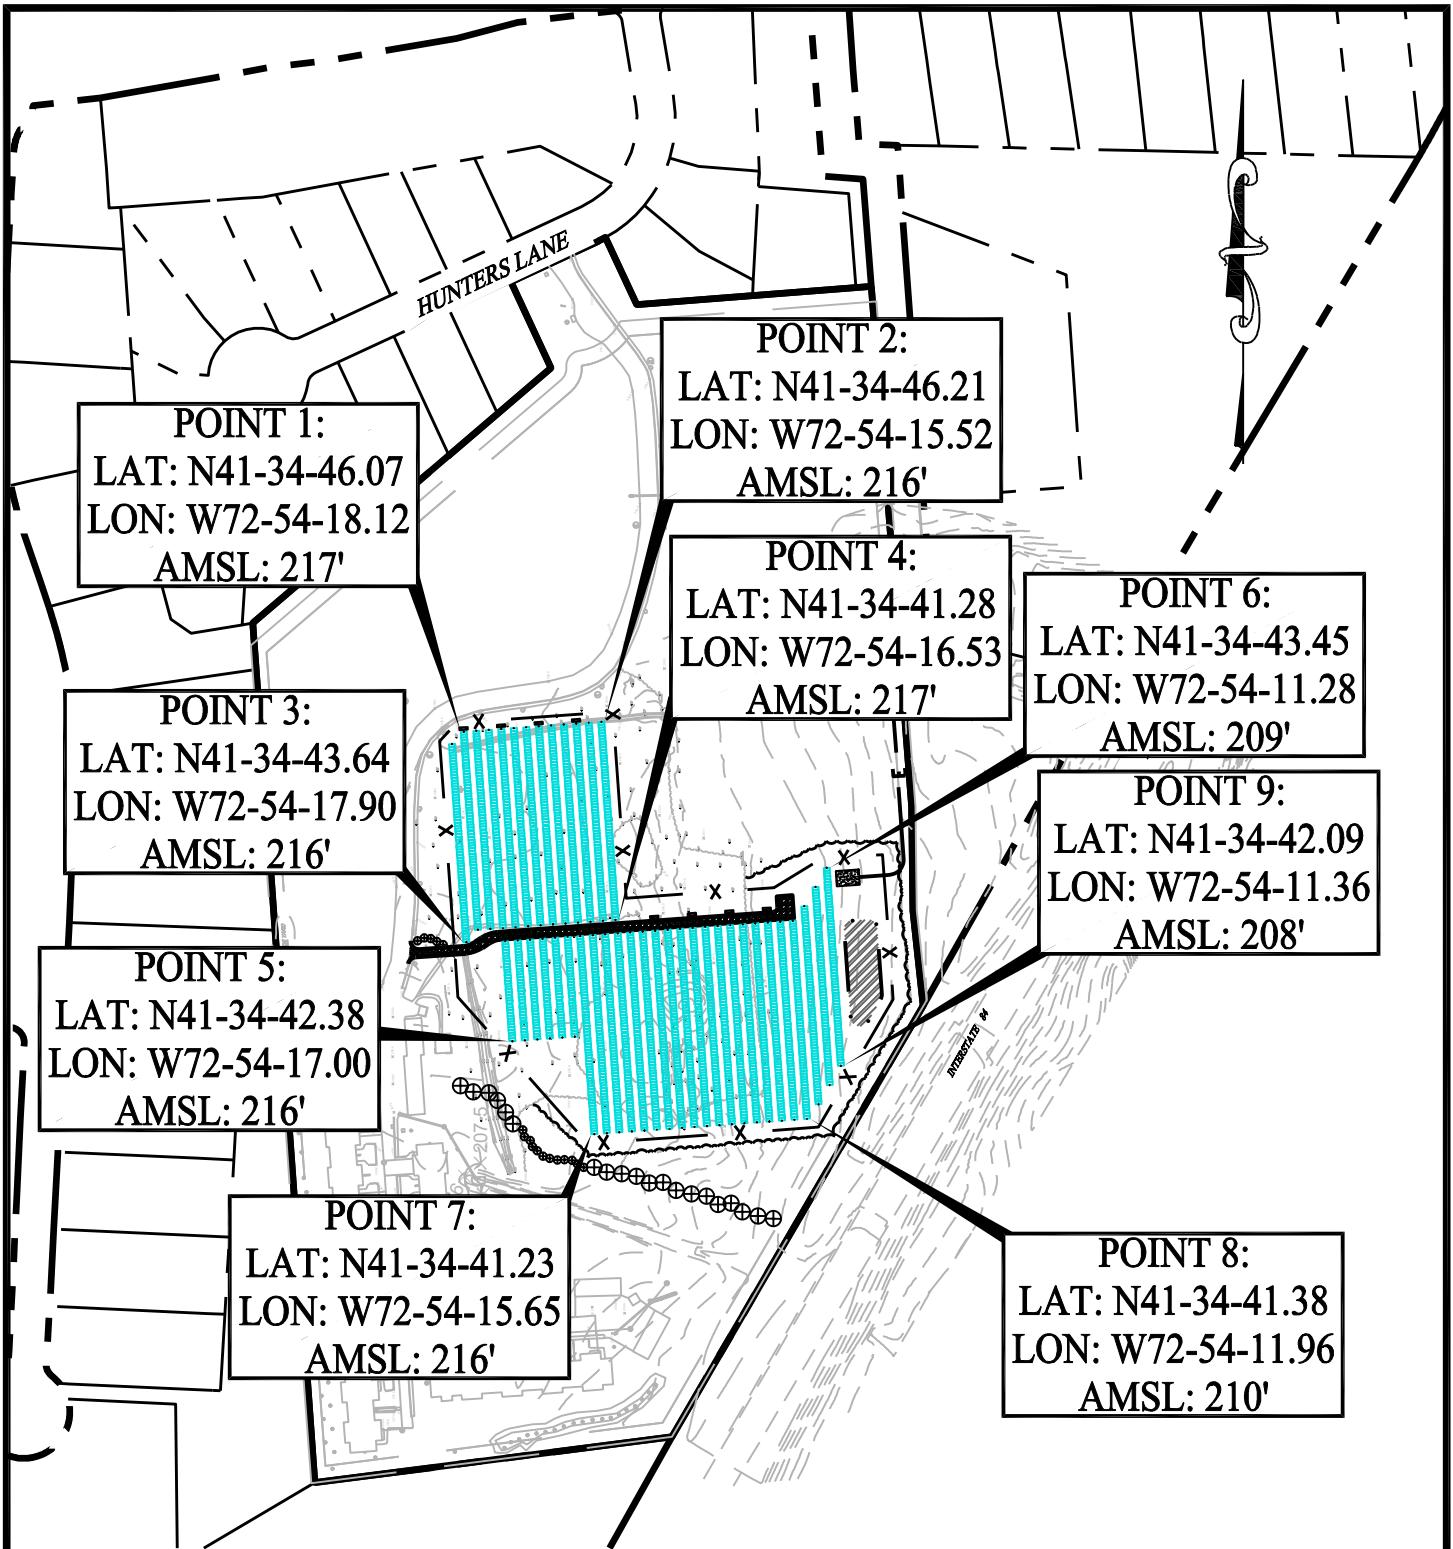 HUNTERS LANE
POINT 2:
LAT: N41-34-46.21
LON: W72-54-15.52
AMSL: 216'
POINT 1:
LAT: N41-34-46.07
LON: W72-54-18.12
AMSL: 217'
POINT 4:
LAT: N41-34-41.28
LON: W72-54-16.53
AMSL: 217'
POINT 6:
LAT: N41-34-43.45
LON: W72-54-11.28
AMSL: 209'
POINT 3:
LAT: N41-34-43.64
LON: W72-54-17.90
AMSL: 216'
POINT 9:
LAT: N41-34-42.09
LON: W72-54-11.36
AMSL: 208'
POINT 5:
LAT: N41-34-42.38
LON: W72-54-17.00
AMSL: 216'
INTERSTATE 84
POINT 7:
LAT: N41-34-41.23
LON: W72-54-15.65
AMSL: 216'
POINT 8:
LAT: N41-34-41.38
LON: W72-54-11.96
AMSL: 210'